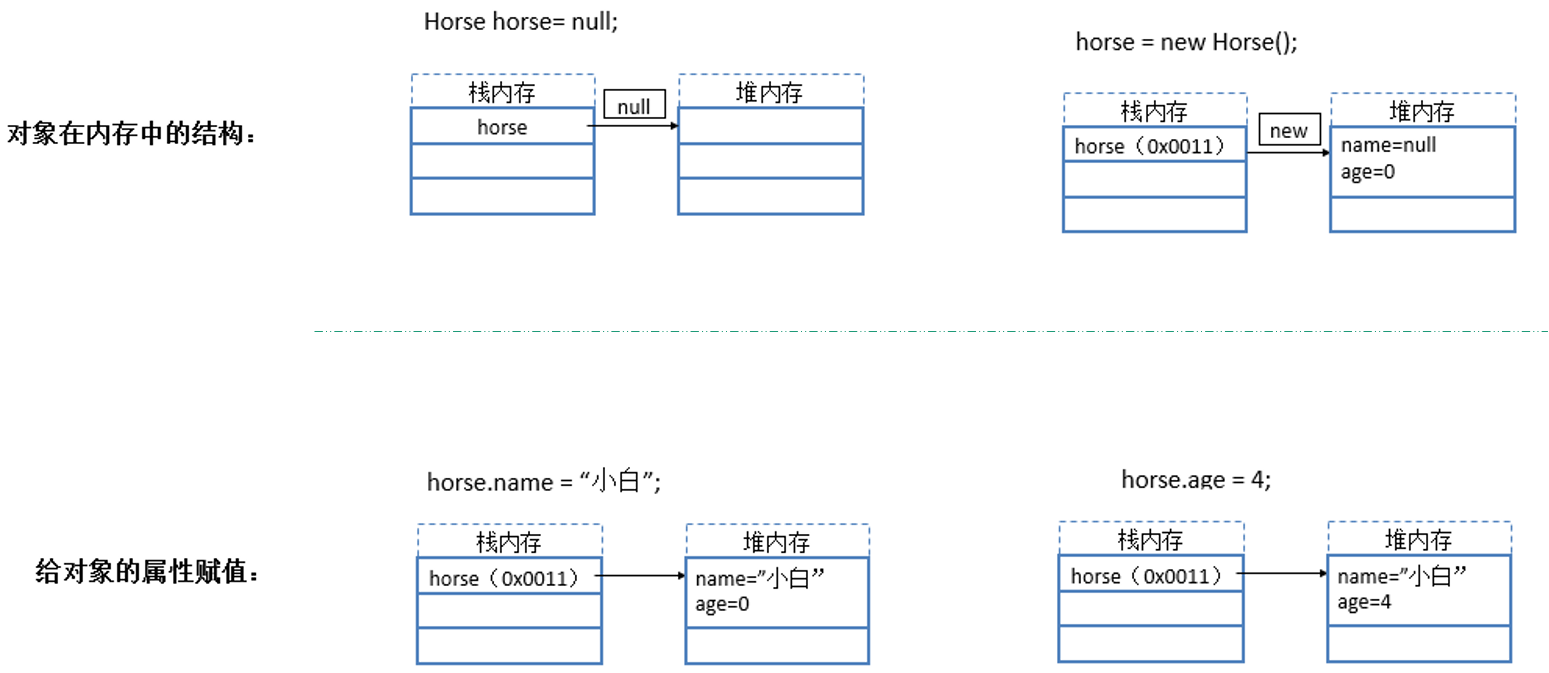 Horse horse= null;
horse = new Horse();
对象在内存中的结构：
栈内存
null
堆内存
horse
栈内存
new
堆内存
horse（0x0011）
name=null
age=0
horse.name = “小白”;
horse.age = 4;
给对象的属性赋值：
栈内存
堆内存
horse（0x0011）
name=”小白”
age=0
栈内存
堆内存
horse（0x0011）
name=”小白”
age=4